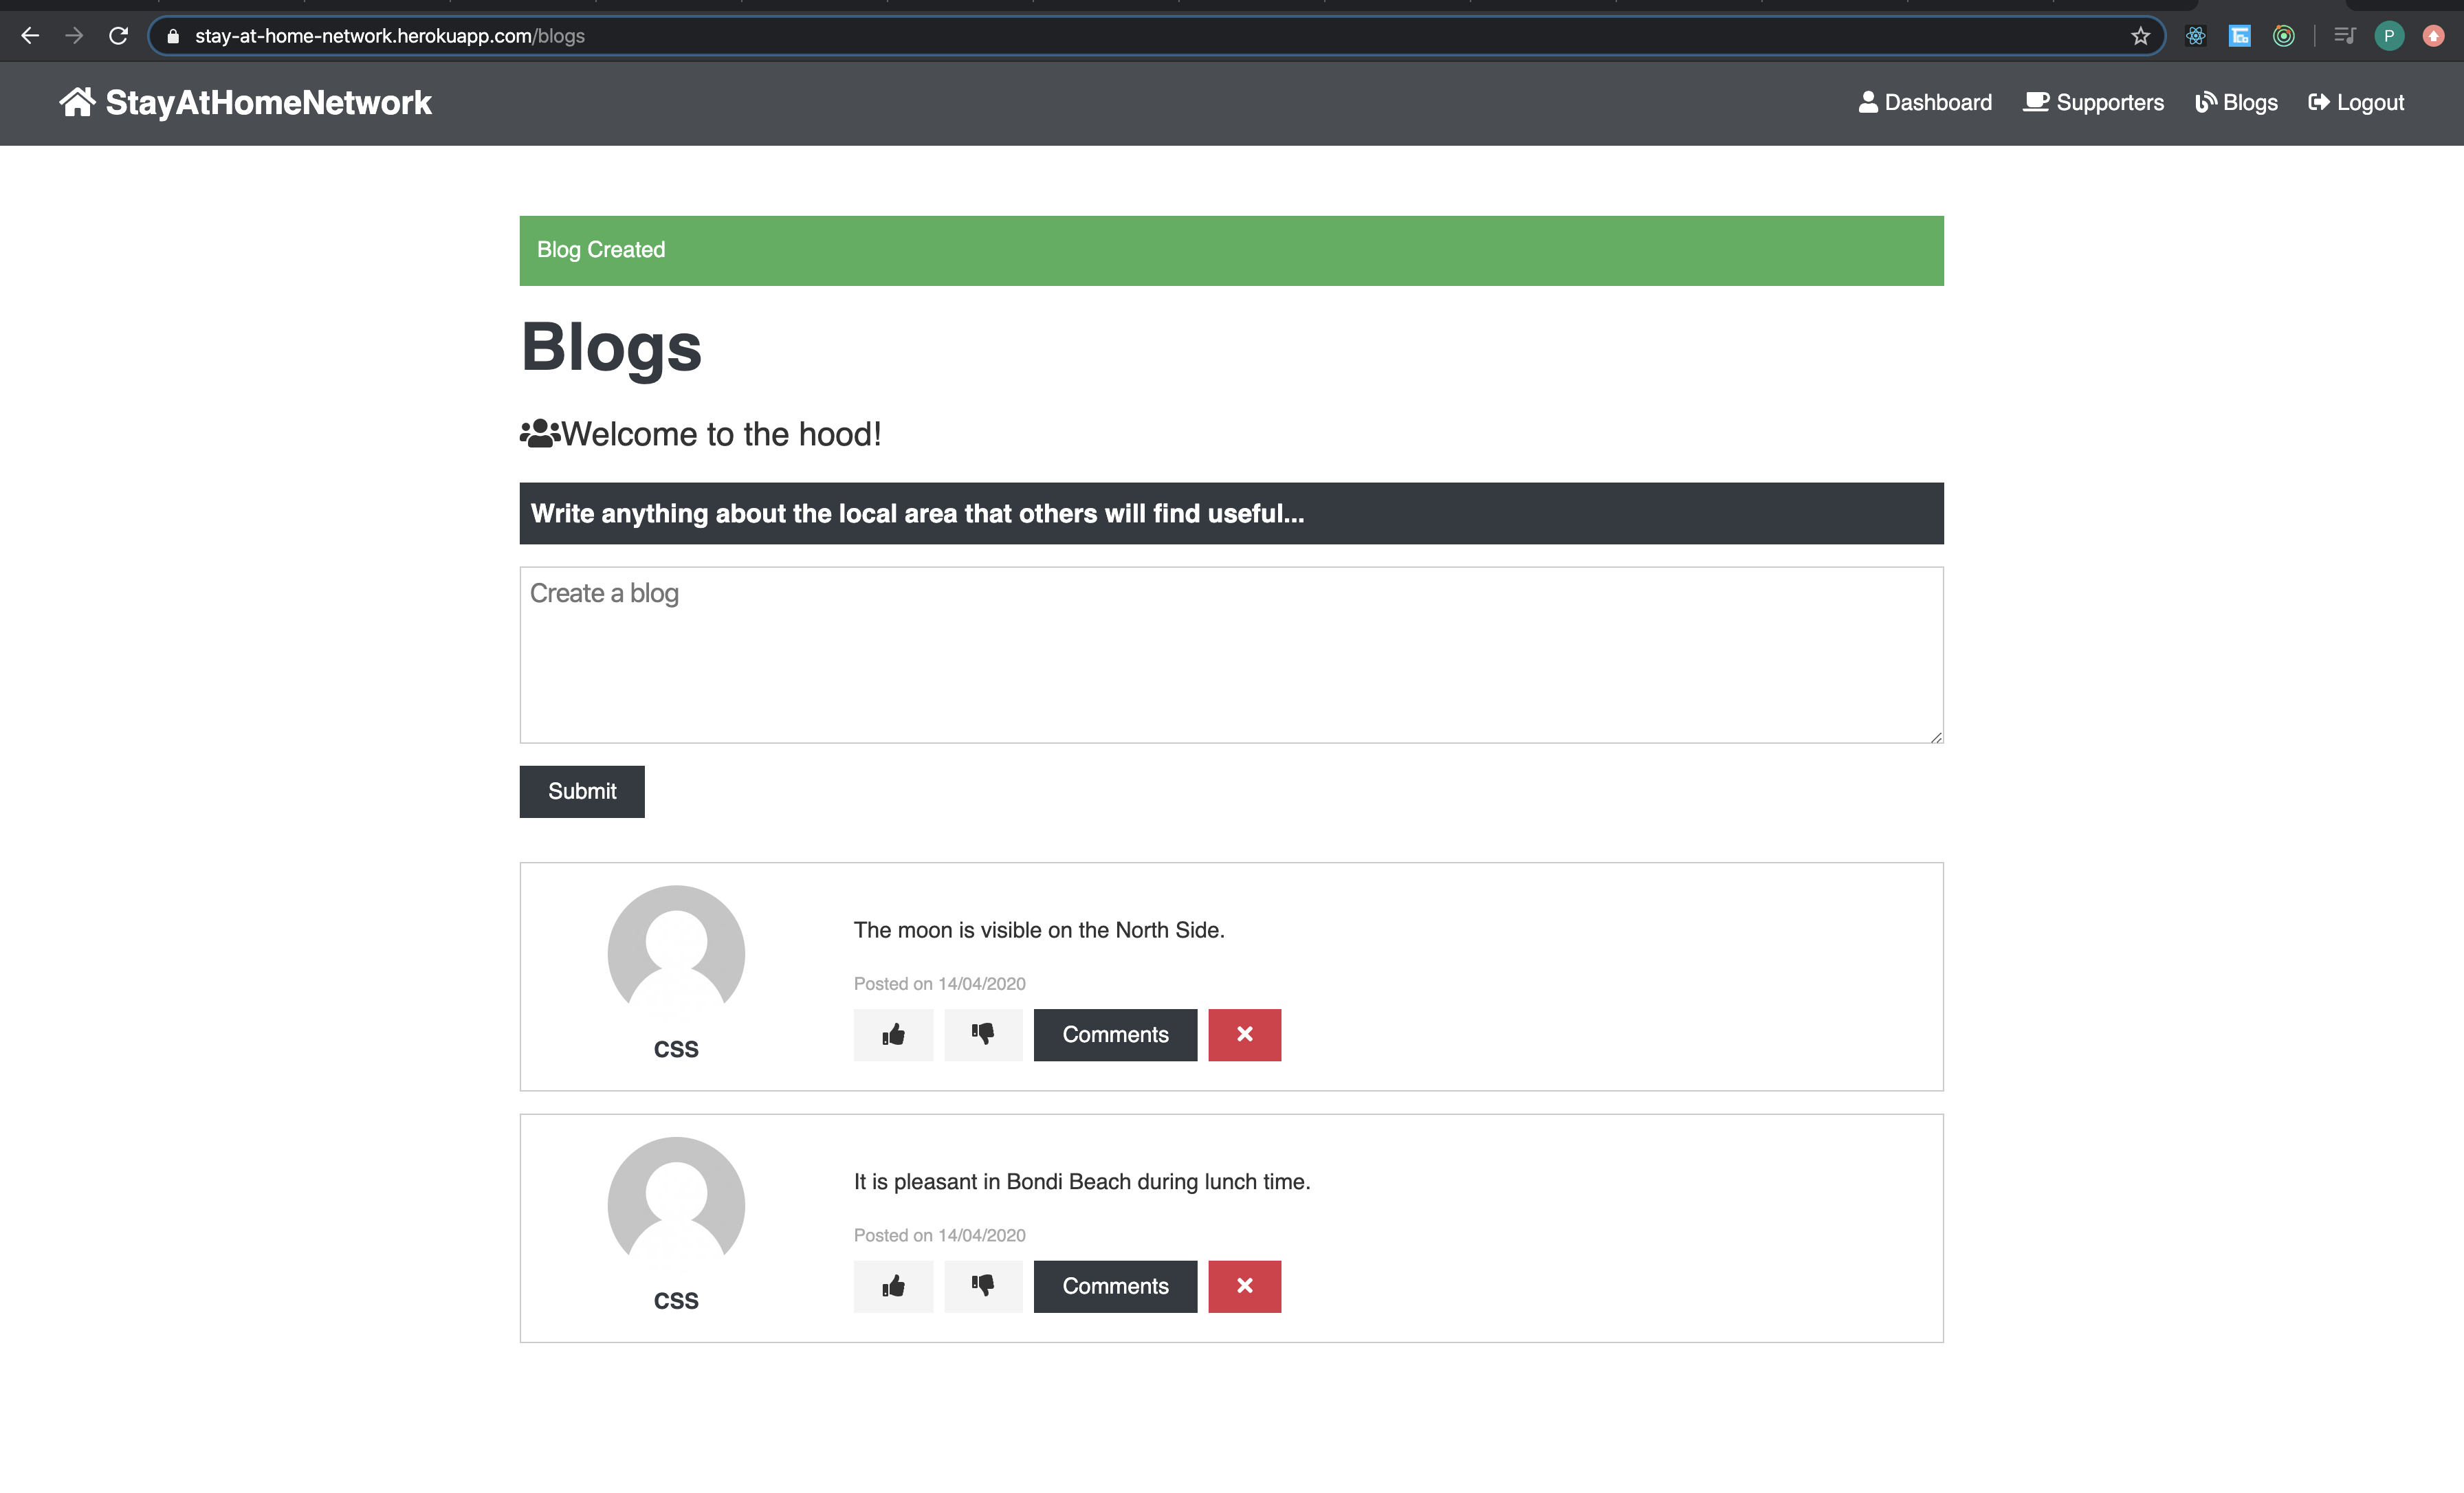 stay-at-home-network.herokuapp.com/blogs
P
StayAtHomeNetwork
Dashboard
Supporters
Blogs
Logout
Blog Created
Blogs
Welcome to the hood!
Write anything about the local area that others will find useful...
Create a blog
Submit
The moon is visible on the North Side.
Posted on 14/04/2020
Comments
CSS
It is pleasant in Bondi Beach during lunch time.
Posted on 14/04/2020
Comments
CSS